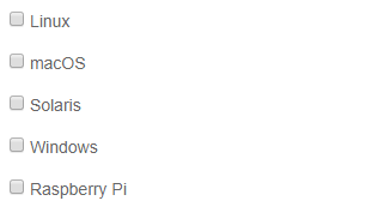 Linux
macOS
Solaris
Windows
Raspberry Pi